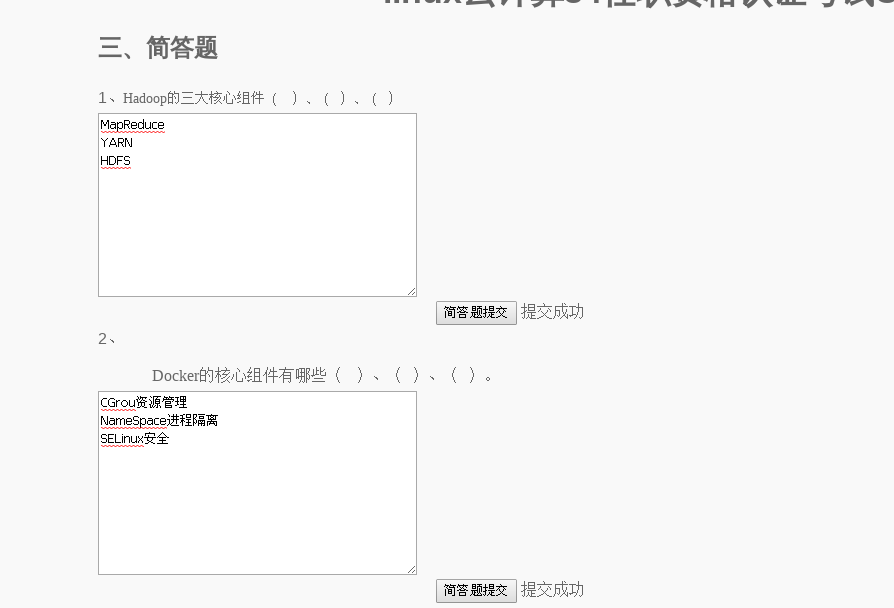 三、简答题
1、Hadoop的三大核心组件（ ）、（ ）、（ ）
MapReduce
YARN
HDFS
简答题提交 提交成功
2、
Docker的核心组件有哪些（ ）、（ ）、（ ）。
CGrou资源管理
NameSpace进程隔离
SELinux安全
简答题提交 提交成功